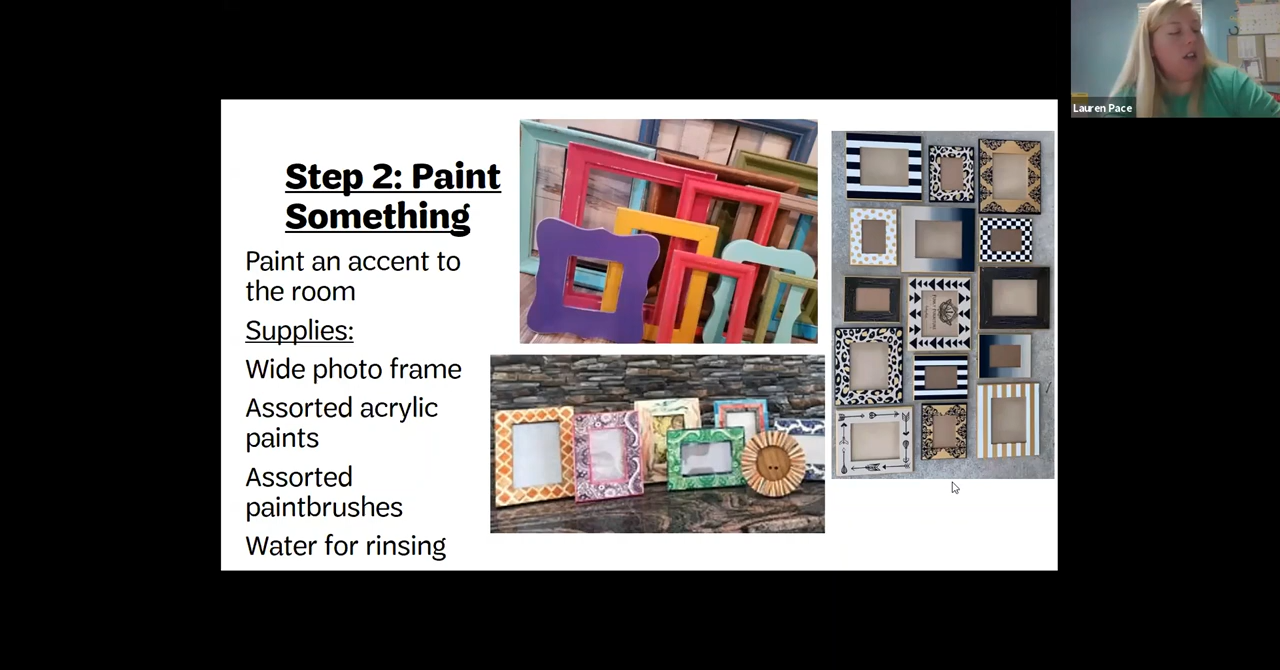 Step 2: Paint
Something
Paint an accent to
the room
Supplies:
Wide photo frame
Assorted acrylic
paints
Assorted
paintbrushes
Water for rinsing
Lauren Pace